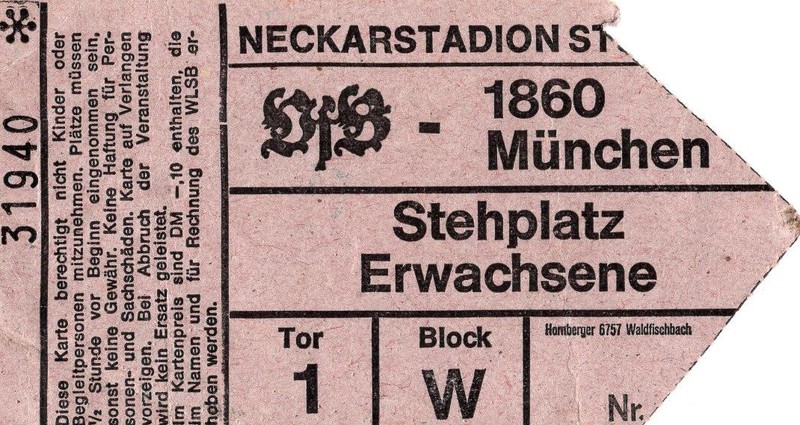 31940
Diese Karte berechtigt nicht Kinder oder
Begleitpersonen mitzunehmen. Plätze müssen
½ Stunde vor Beginn eingenommen sein,
sonst keine Gewähr. Keine Haftung für Per-
sonen- und Sachschäden. Karte auf Verlangen
vorzeigen. Bei Abbruch der Veranstaltung
wird kein Ersatz geleistet.
im Kartenpreis sind DM -,10 enthalten, die
im Namen und für Rechnung des WLSB er-
hoben werden.
NECKARSTADION
VfB - 1860
München
Stehplatz
Erwachsene
Tor
1
Block
W
Homberger 6757 Waldfischbach
Nr.